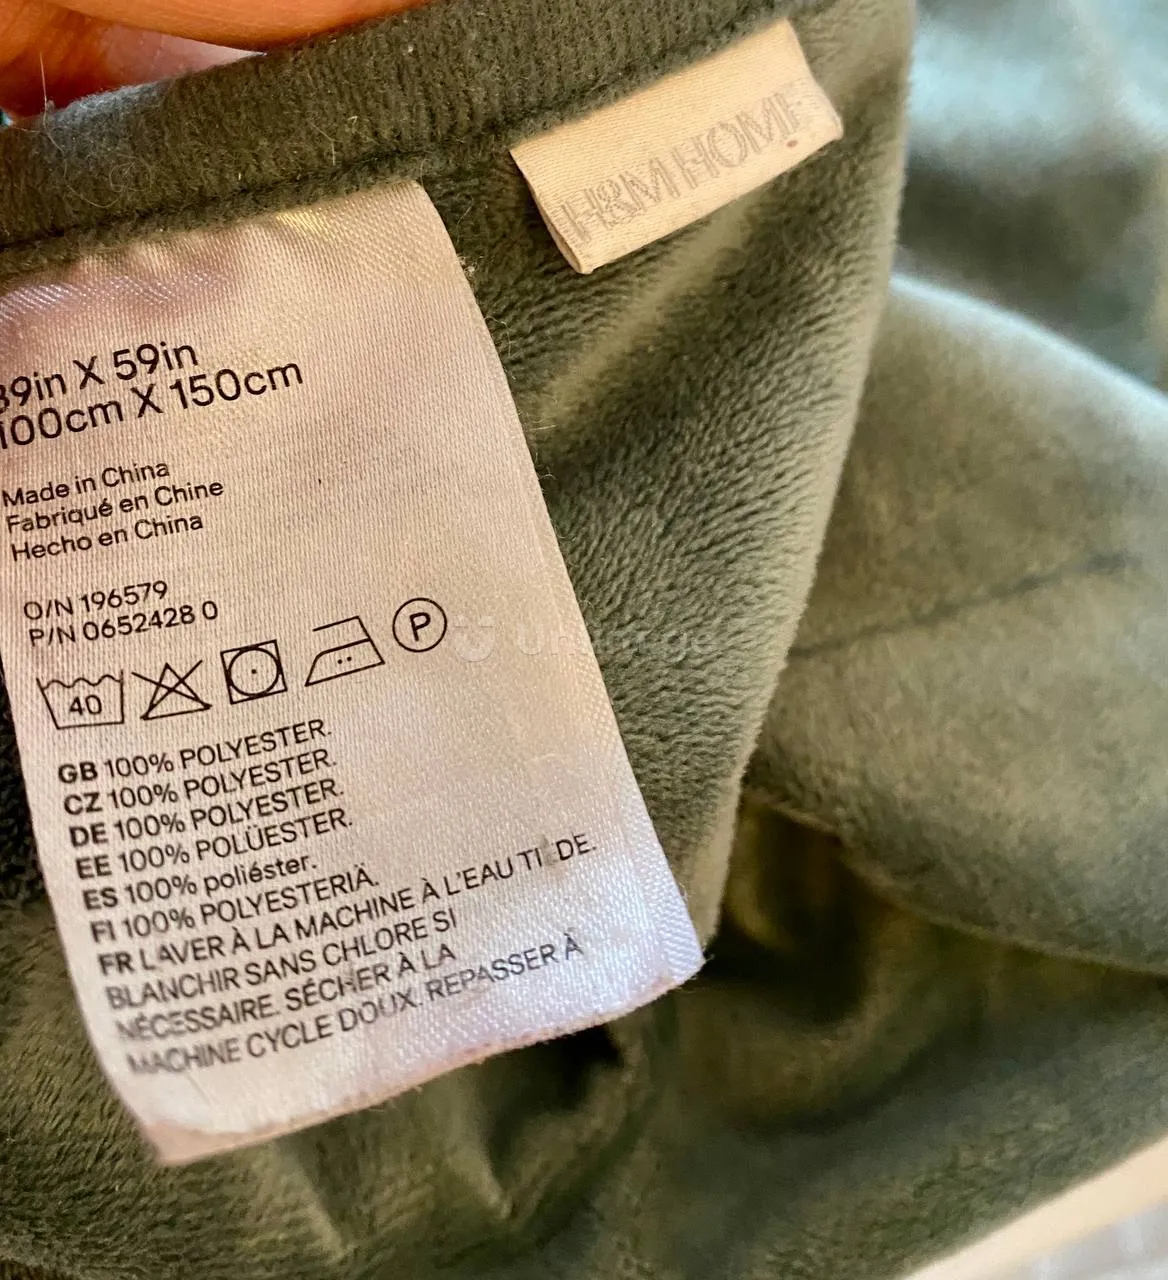 H&M HOME
39in X 59in
100cm X 150cm
Made in China
Fabriqué en Chine
Hecho en China
O/N 196579
P/N 0652428 0
40
P
GB 100% POLYESTER.
CZ 100% POLYESTER.
DE 100% POLYESTER.
EE 100% POLÜESTER.
ES 100% poliéster.
FI 100% POLYESTERIÄ.
FR LAVER À LA MACHINE À L'EAU TI DE.
BLANCHIR SANS CHLORE SI
NÉCESSAIRE. SÉCHER À LA
MACHINE CYCLE DOUX. REPASSER À